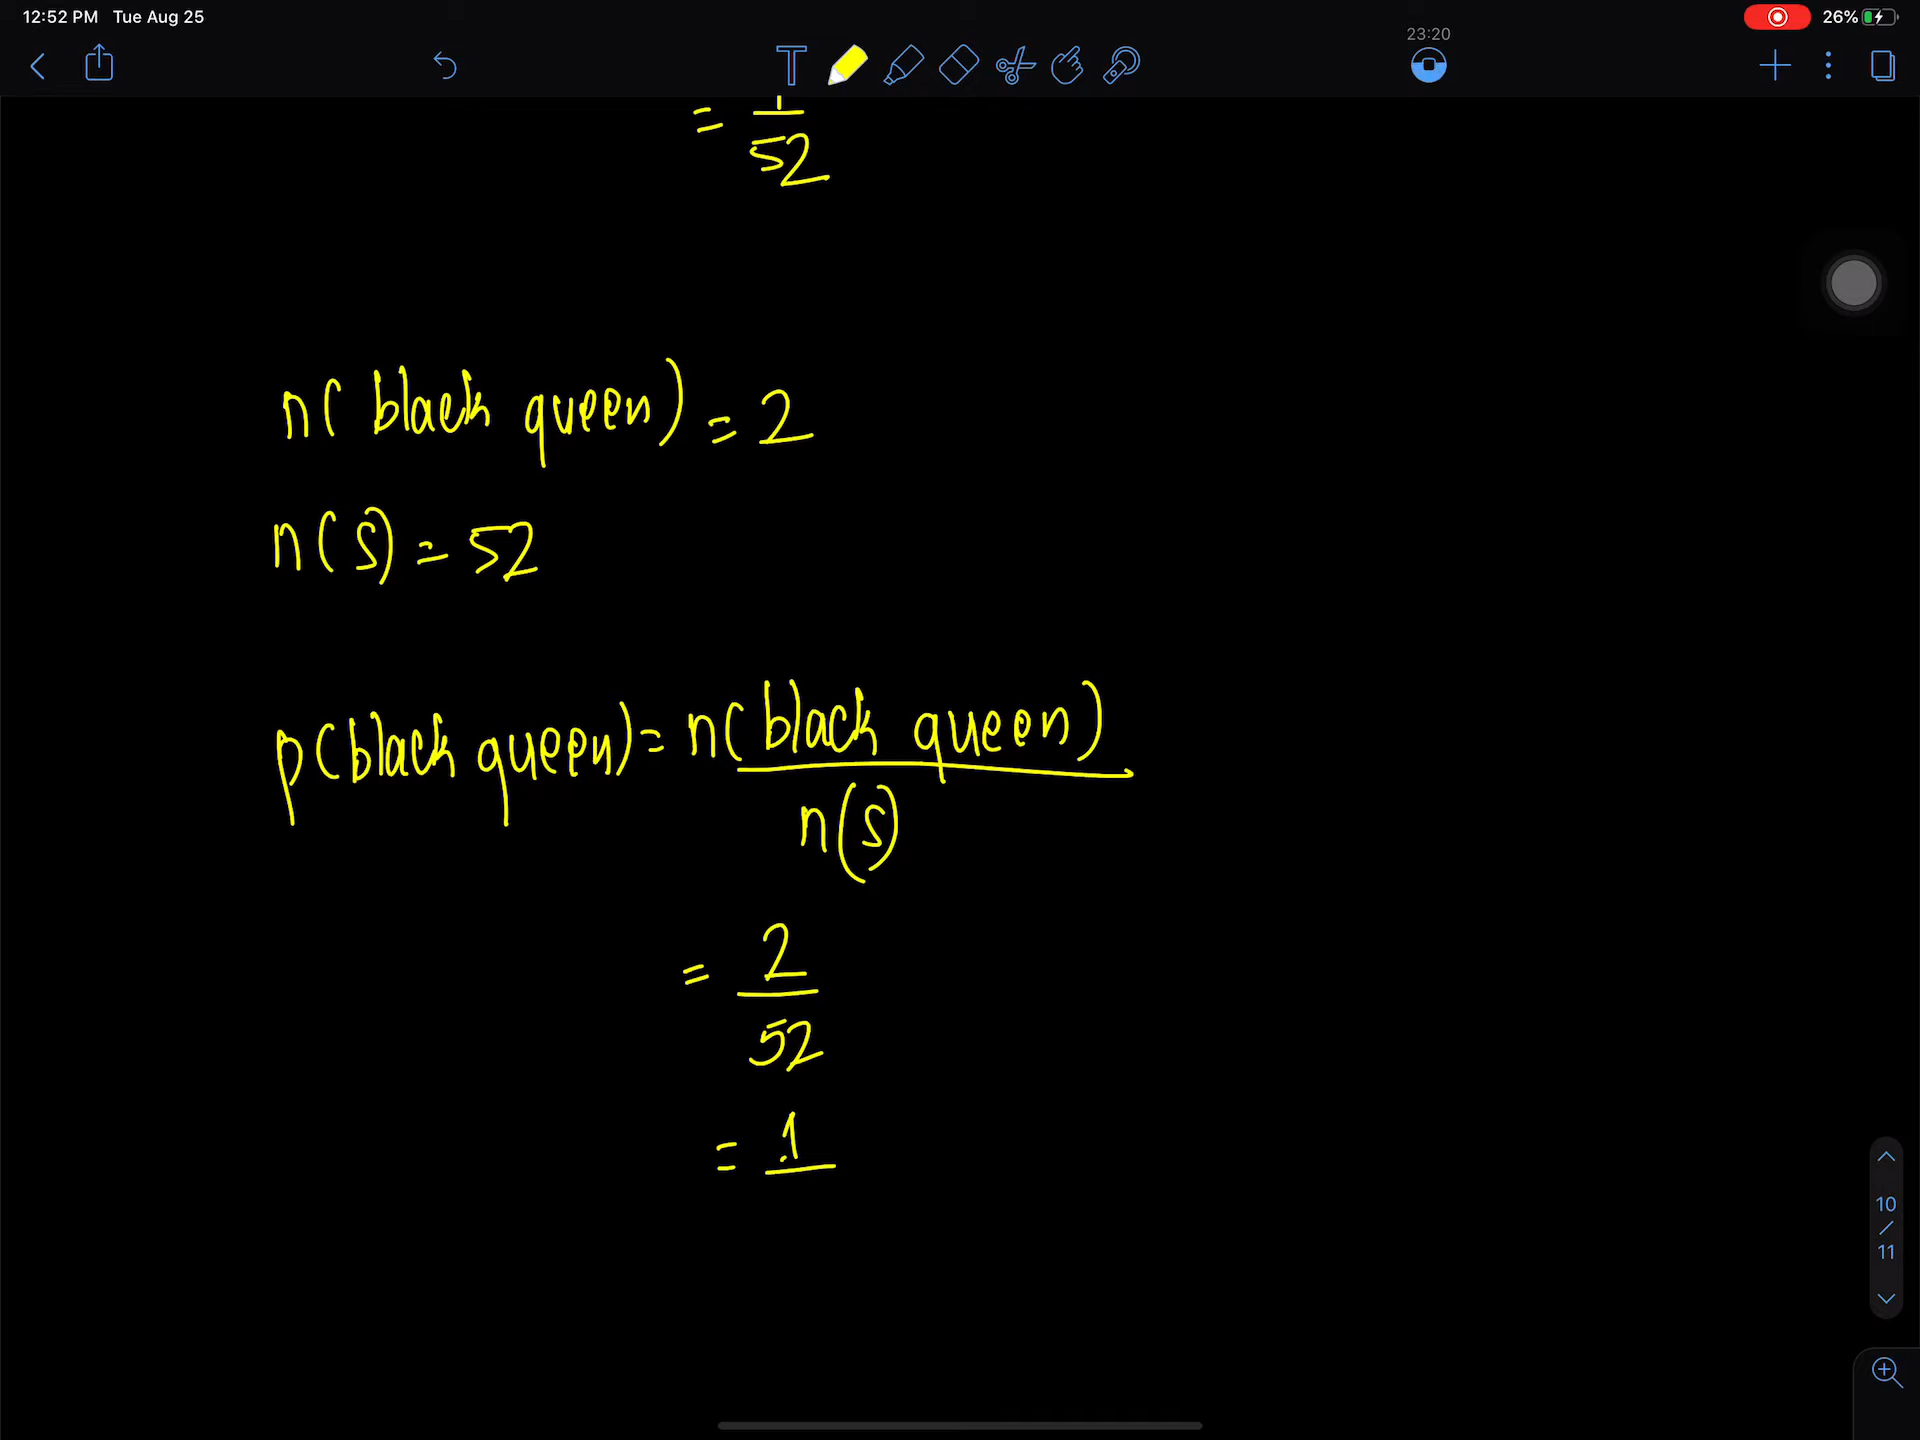 12:52 PM Tue Aug 25
26%
23:20
T
= 1/52
n( black queen) = 2
n(s) = 52
p(black queen) = n(black queen)
n(s)
= 2
52
= 1
10
/
11